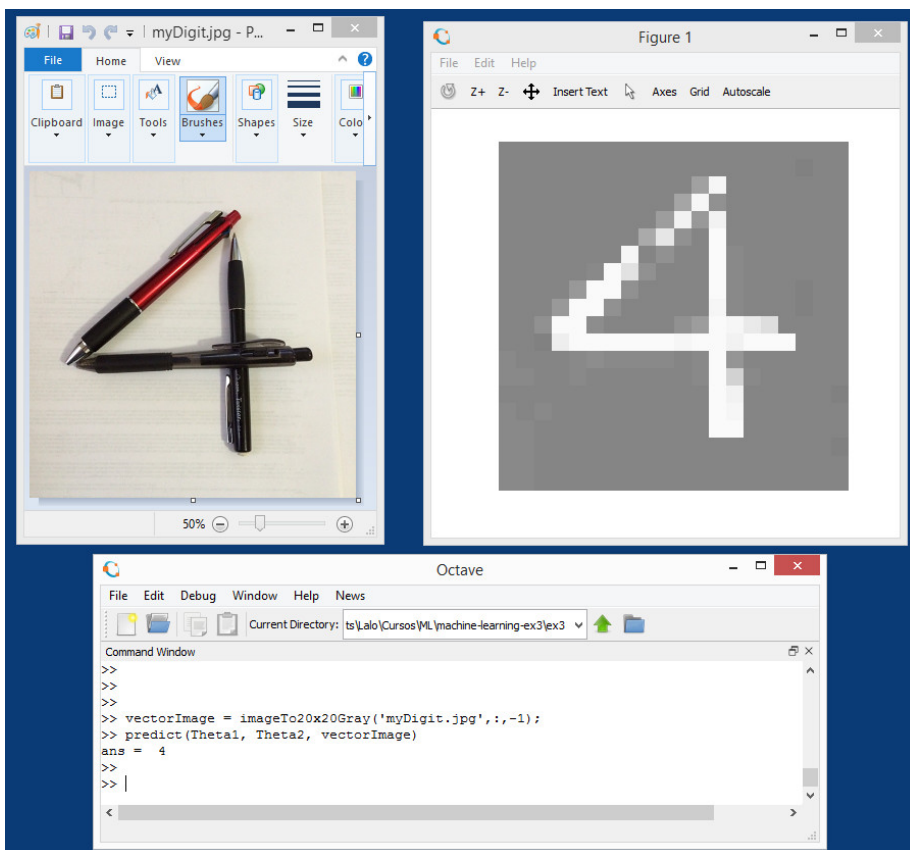 myDigit.jpg - P...
File Home View
Clipboard Image Tools Brushes Shapes Size Colo
50%
Figure 1
File Edit Help
Z+ Z- Insert Text Axes Grid Autoscale
Octave
File Edit Debug Window Help News
Current Directory: ts\Lalo\Cursos\ML\machine-learning-ex3\ex3
Command Window
>>
>>
>>
>> vectorImage = imageTo20x20Gray('myDigit.jpg',:,-1);
>> predict(Theta1, Theta2, vectorImage)
ans =  4
>>
>>